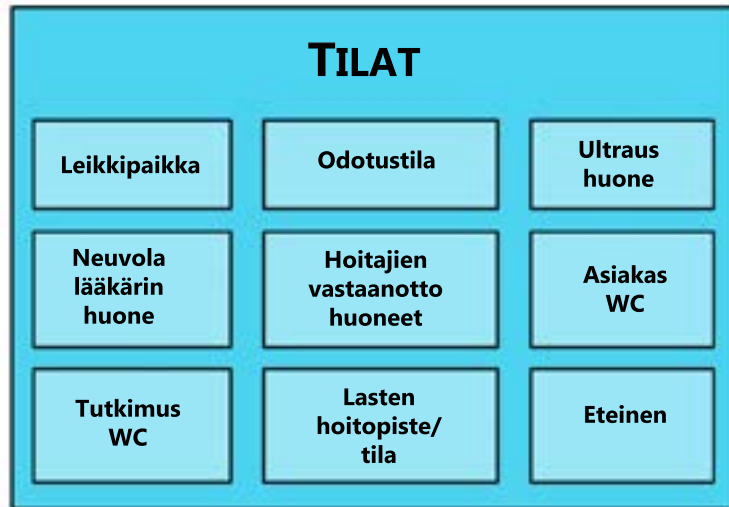 TILAT
Leikkipaikka
Odotustila
Ultraus
huone
Neuvola
lääkärin
huone
Hoitajien
vastaanotto
huoneet
Asiakas
WC
Tutkimus
WC
Lasten
hoitopiste/
tila
Eteinen